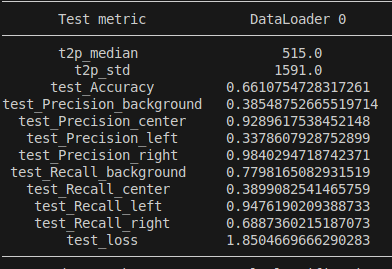 Test metric DataLoader 0
t2p_median 515.0
t2p_std 1591.0
test_Accuracy 0.6610754728317261
test_Precision_background 0.38548752665519714
test_Precision_center 0.9289617538452148
test_Precision_left 0.3378607928752899
test_Precision_right 0.9840294718742371
test_Recall_background 0.7798165082931519
test_Recall_center 0.3899082541465759
test_Recall_left 0.9476190209388733
test_Recall_right 0.6887360215187073
test_loss 1.8504669666290283